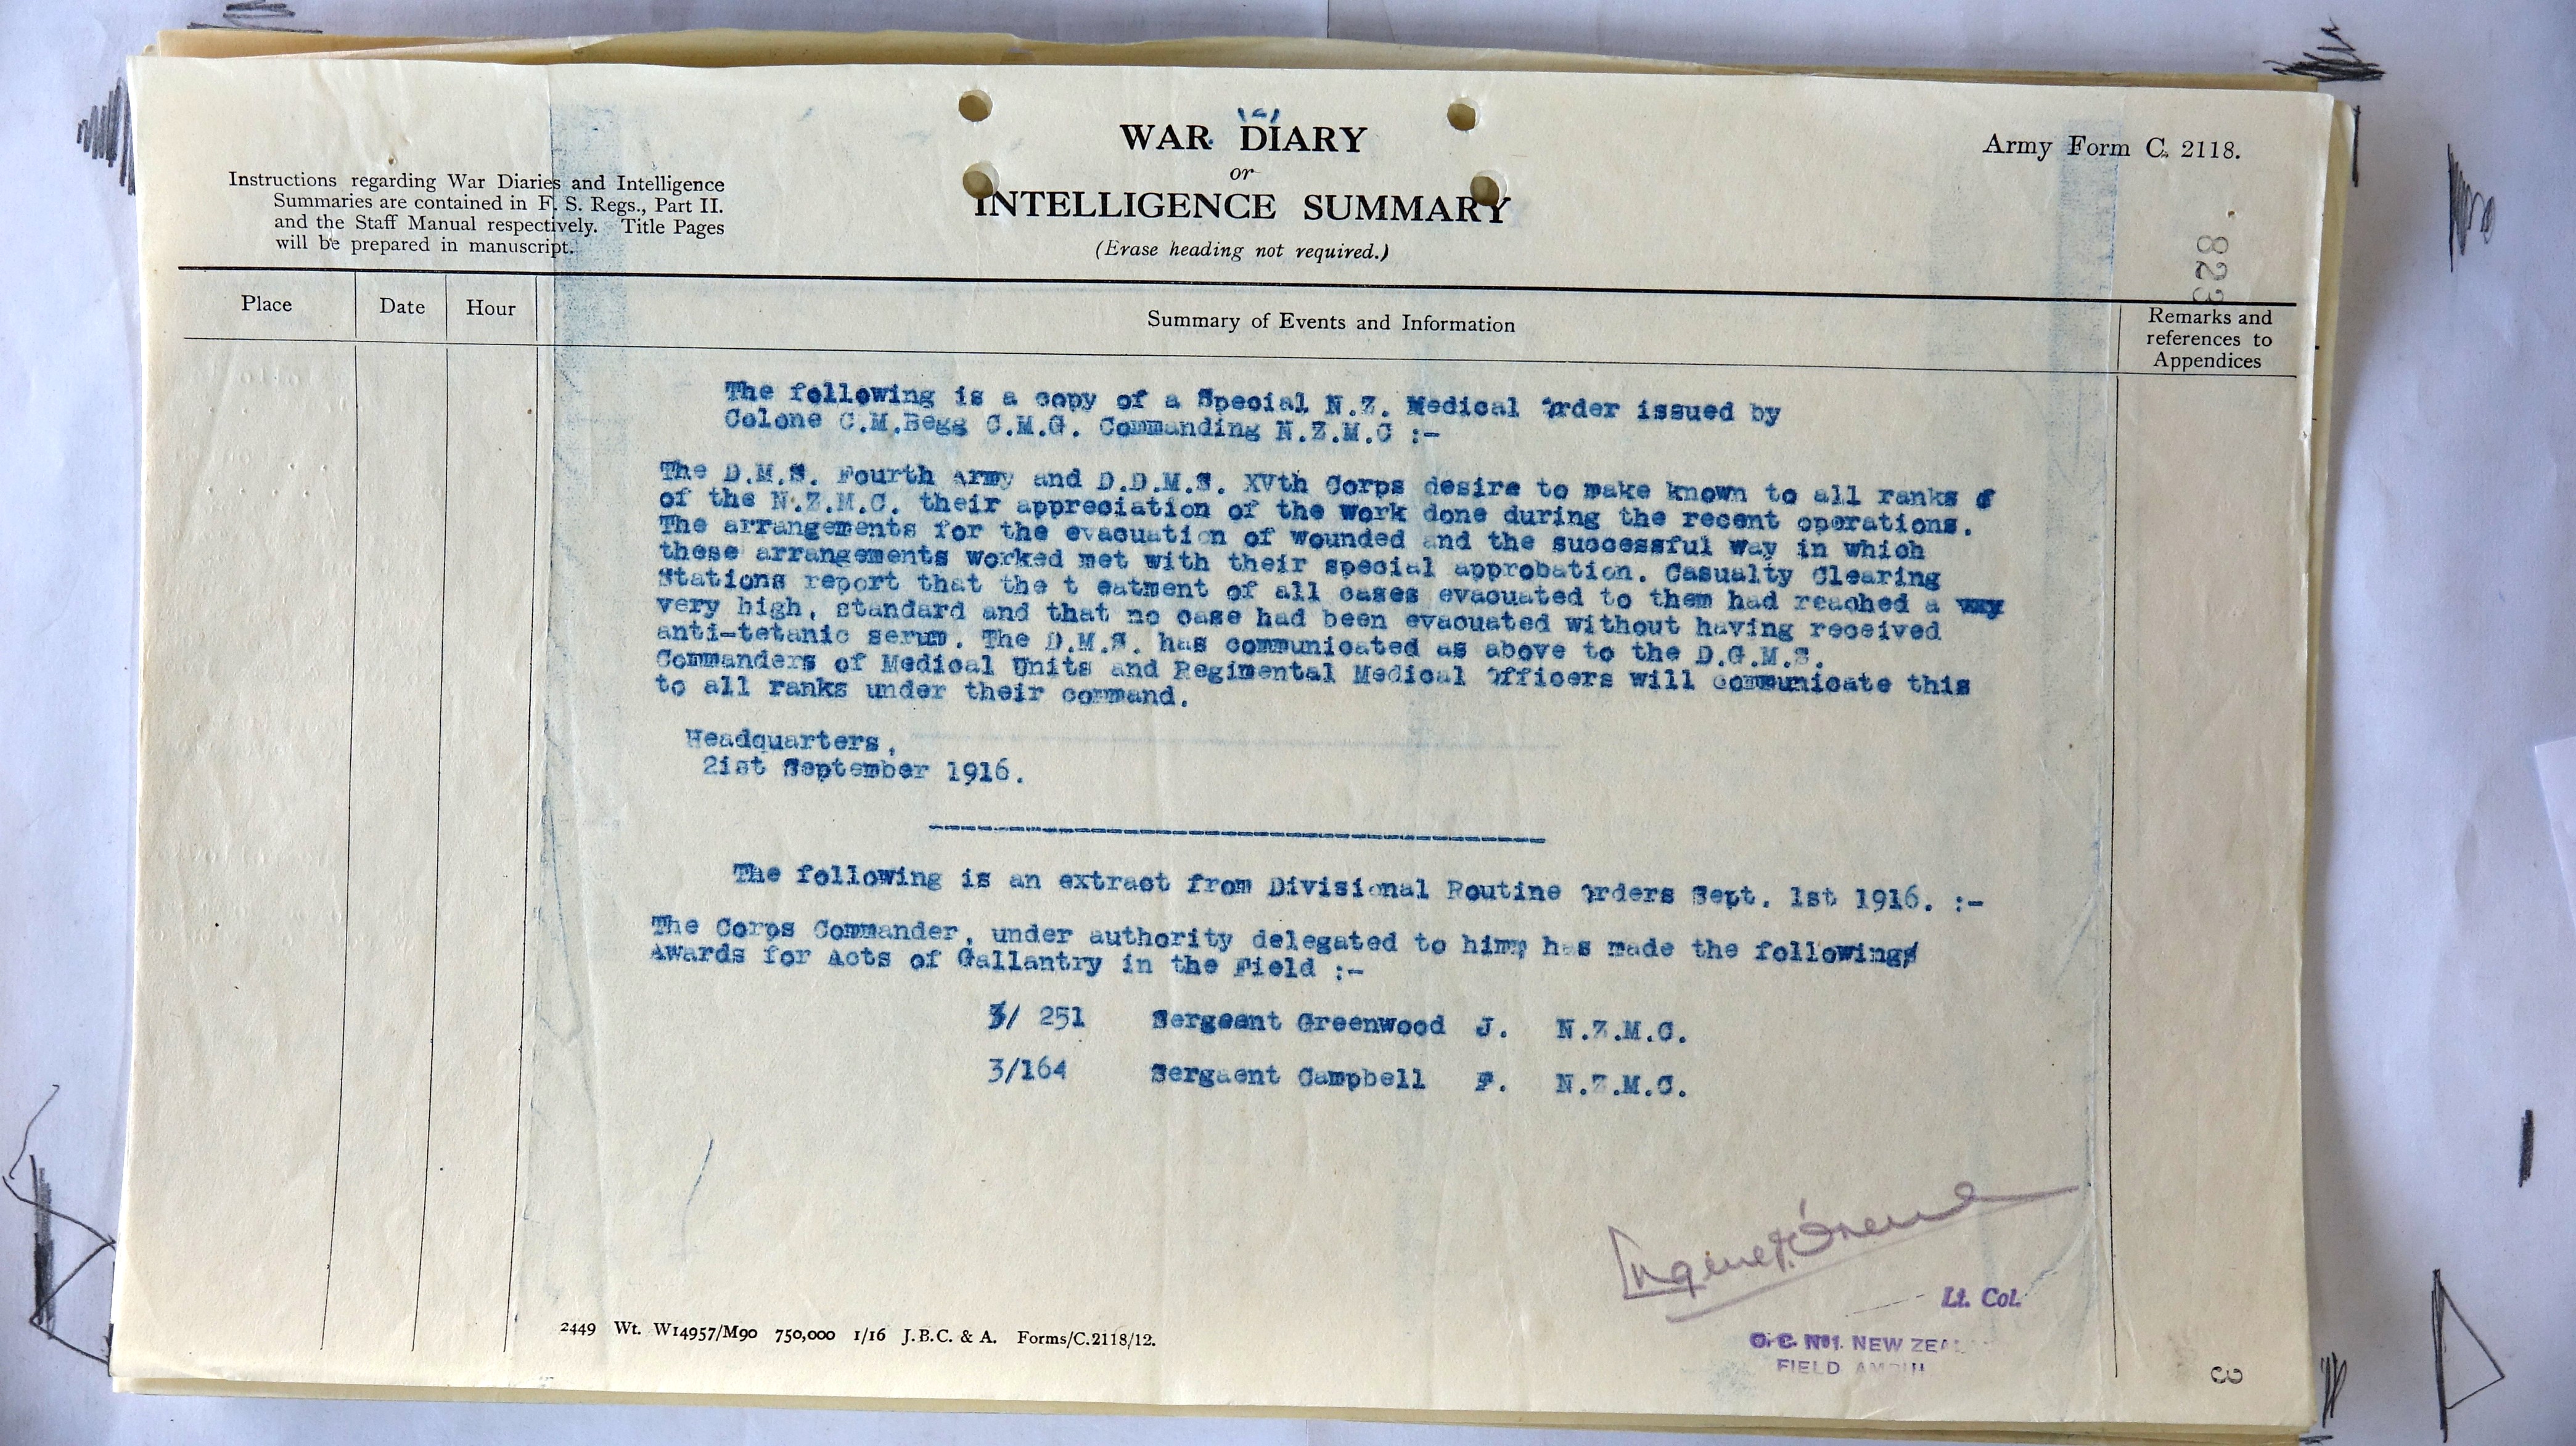 (2)
WAR DIARY
or
INTELLIGENCE SUMMARY
(Erase heading not required.)
Army Form C. 2118.
Instructions regarding War Diaries and Intelligence
Summaries are contained in F. S. Regs., Part II.
and the Staff Manual respectively. Title Pages
will be prepared in manuscript.
823
Place
Date
Hour
Summary of Events and Information
Remarks and
references to
Appendices
The following is a copy of a Special N.Z. Medical Order issued by
Colone C.M.Begg C.M.G. Commanding N.Z.M.C :-
The D.M.S. Fourth Army and D.D.M.S. XVth Corps desire to make known to all ranks
of the N.Z.M.C. their appreciation of the work done during the recent operations.
The arrangements for the evacuation of wounded and the successful way in which
these arrangements worked met with their special approbation. Casualty Clearing
Stations report that the t eatment of all cases evacuated to them had reached a
very high, standard and that no case had been evacuated without having received
anti-tetanic serum. The D.M.S. has communicated as above to the D.G.M.S.
Commanders of Medical Units and Regimental Medical Officers will communicate this
to all ranks under their command.
Headquarters,
21st September 1916.
The following is an extract from Divisional Routine Orders Sept. 1st 1916. :-
The Corps Commander, under authority delegated to him, has made the following
Awards for Acts of Gallantry in the Field :-
3/ 251 Sergeant Greenwood J. N.Z.M.C.
3/164 Sergaent Campbell F. N.Z.M.C.
Lt. Col.
O.C. No1. NEW ZEAL
FIELD AMBU
2449 Wt. W14957/M90 750,000 1/16 J.B.C. & A. Forms/C.2118/12.
3